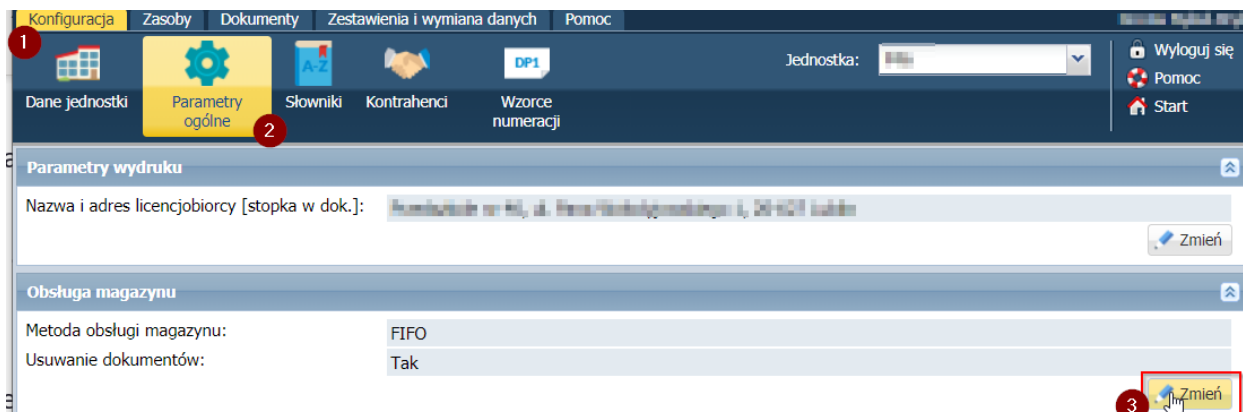 Konfiguracja Zasoby Dokumenty Zestawienia i wymiana danych Pomoc
1
A-Z
DP1
Jednostka:
Wyloguj się
Pomoc
Start
Dane jednostki Parametry ogólne Słowniki Kontrahenci Wzorce numeracji
2
Parametry wydruku
Nazwa i adres licencjobiorcy [stopka w dok.]:
Zmień
Obsługa magazynu
Metoda obsługi magazynu: FIFO
Usuwanie dokumentów: Tak
3 Zmień